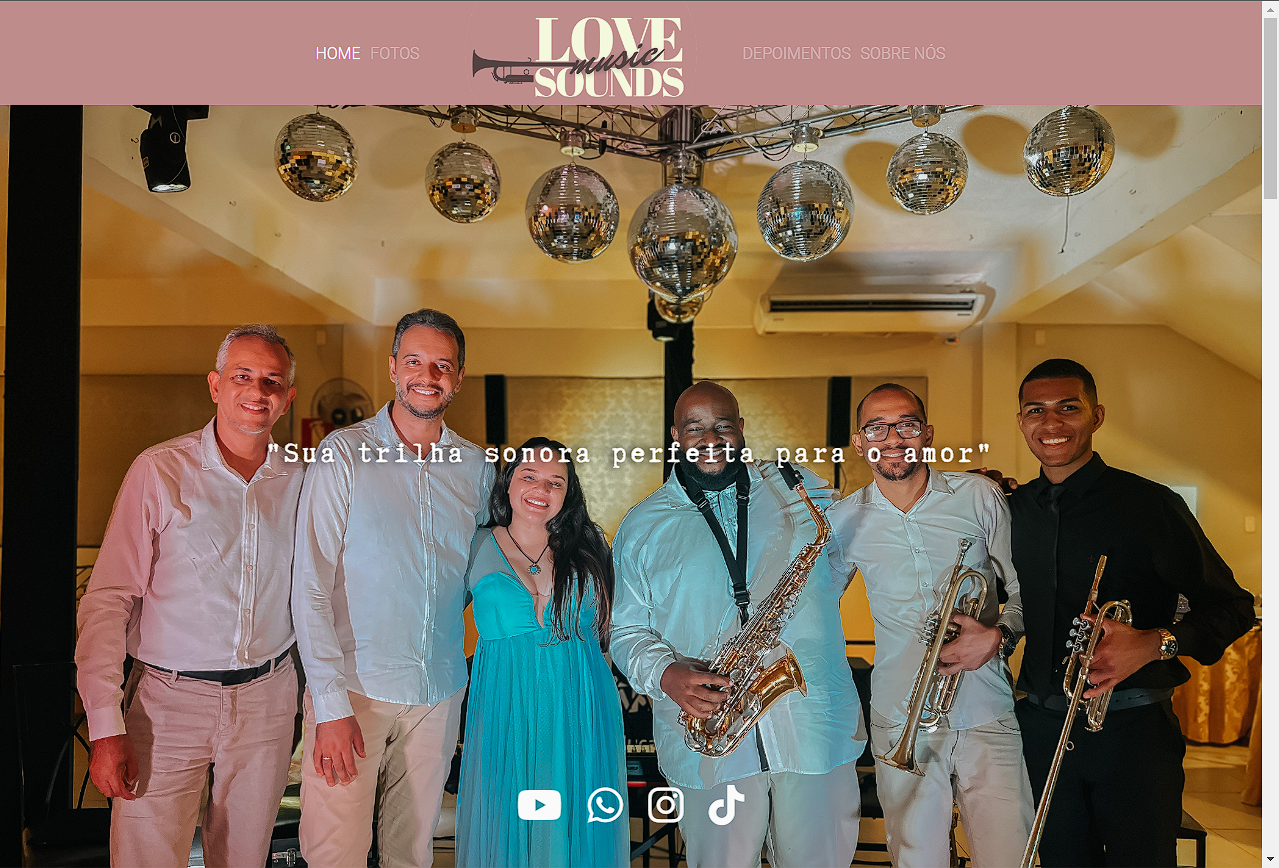 HOME FOTOS
LOVE
music
SOUNDS
DEPOIMENTOS SOBRE NÓS
"Sua trilha sonora perfeita para o amor"